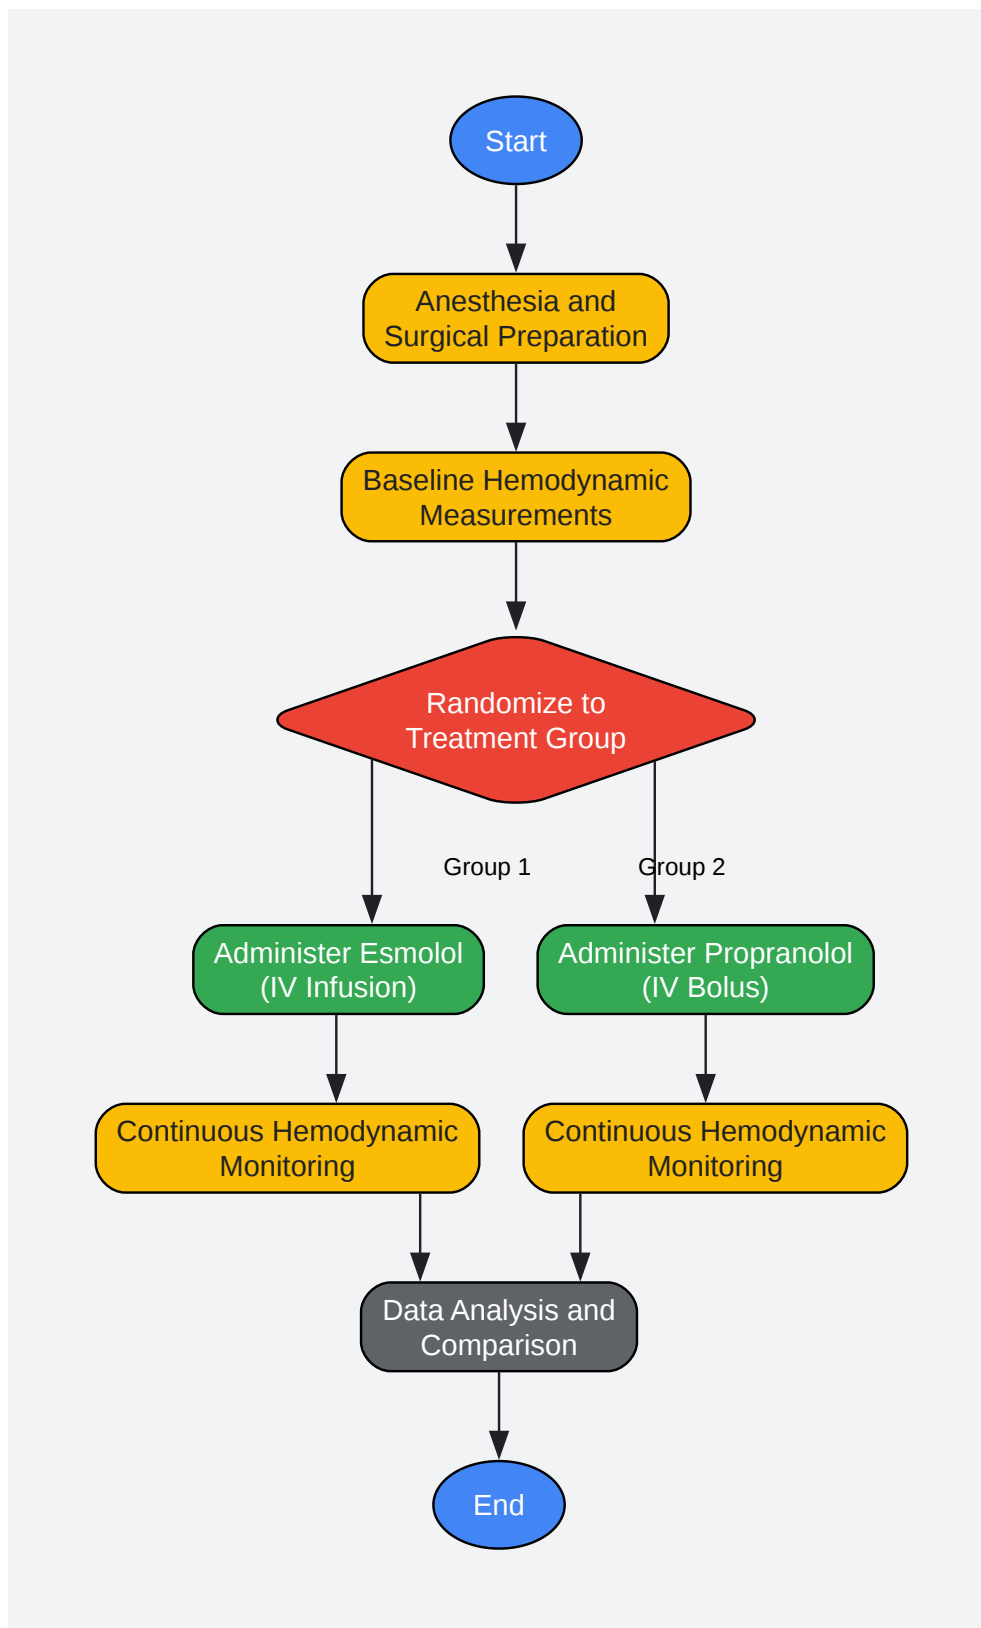 Start
Anesthesia and
Surgical Preparation
Baseline Hemodynamic
Measurements
Randomize to
Treatment Group
Group 1
Group 2
Administer Esmolol
(IV Infusion)
Administer Propranolol
(IV Bolus)
Continuous Hemodynamic
Monitoring
Continuous Hemodynamic
Monitoring
Data Analysis and
Comparison
End